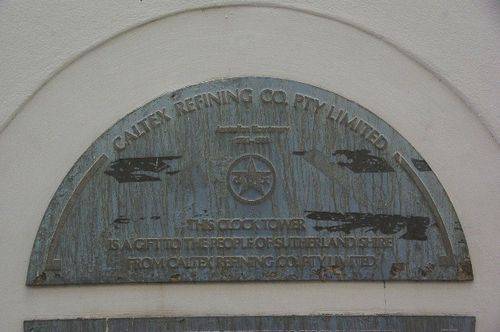 CALTEX REFINING CO. PTY LIMITED
THIS CLOCK TOWER
IS A GIFT TO THE PEOPLE OF SUTHERLAND SHIRE
FROM CALTEX REFINING CO. PTY LIMITED